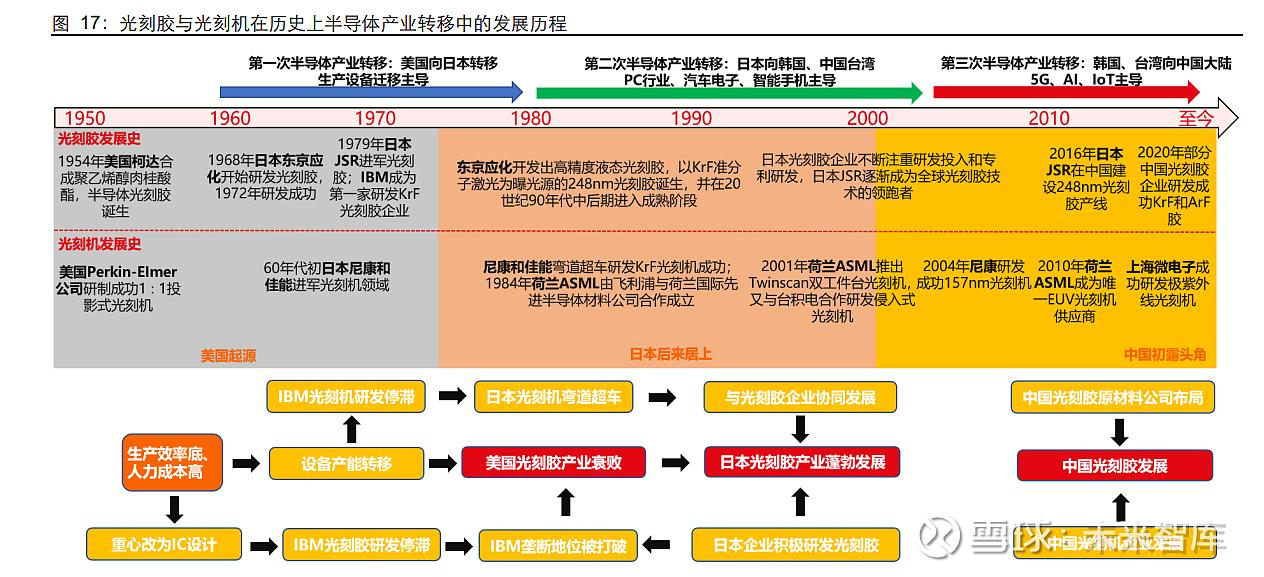 图 17：光刻胶与光刻机在历史上半导体产业转移中的发展历程
第一次半导体产业转移：美国向日本转移
生产设备迁移主导
第二次半导体产业转移：日本向韩国、中国台湾
PC行业、汽车电子、智能手机主导
第三次半导体产业转移：韩国、台湾向中国大陆
5G、AI、IoT主导
1950 1960 1970 1980 1990 2000 2010 至今
光刻胶发展史
1954年美国柯达合
成聚乙烯醇肉桂酸
酯，半导体光刻胶
诞生
1968年日本东京应
化开始研发光刻胶，
1972年研发成功
1979年日本
JSR进军光刻
胶；IBM成为
第一家研发KrF
光刻胶企业
东京应化开发出高精度液态光刻胶，以KrF准分
子激光为曝光源的248nm光刻胶诞生，并在20
世纪90年代中后期进入成熟阶段
日本光刻胶企业不断注重研发投入和专
利研发，日本JSR逐渐成为全球光刻胶技
术的领跑者
2016年日本
JSR在中国建
设248nm光刻
胶产线
2020年部分
中国光刻胶
企业研发成
功KrF和ArF
胶
光刻机发展史
美国Perkin-Elmer
公司研制成功1：1投
影式光刻机
60年代初日本尼康和
佳能进军光刻机领域
尼康和佳能弯道超车研发KrF光刻机成功；
1984年荷兰ASML由飞利浦与荷兰国际先
进半导体材料公司合作成立
2001年荷兰ASML推出
Twinscan双工件台光刻机，
又与台积电合作研发侵入式
光刻机
2004年尼康研发
成功157nm光刻机
2010年荷兰
ASML成为唯
一EUV光刻机
供应商
上海微电子成
功研发极紫外
线光刻机
美国起源
日本后来居上
中国初露头角
IBM光刻机研发停滞
日本光刻机弯道超车
与光刻胶企业协同发展
中国光刻胶原材料公司布局
生产效率底、
人力成本高
设备产能转移
美国光刻胶产业衰败
日本光刻胶产业蓬勃发展
中国光刻胶发展
重心改为IC设计
IBM光刻胶研发停滞
IBM垄断地位被打破
日本企业积极研发光刻胶
雪球：未来智库